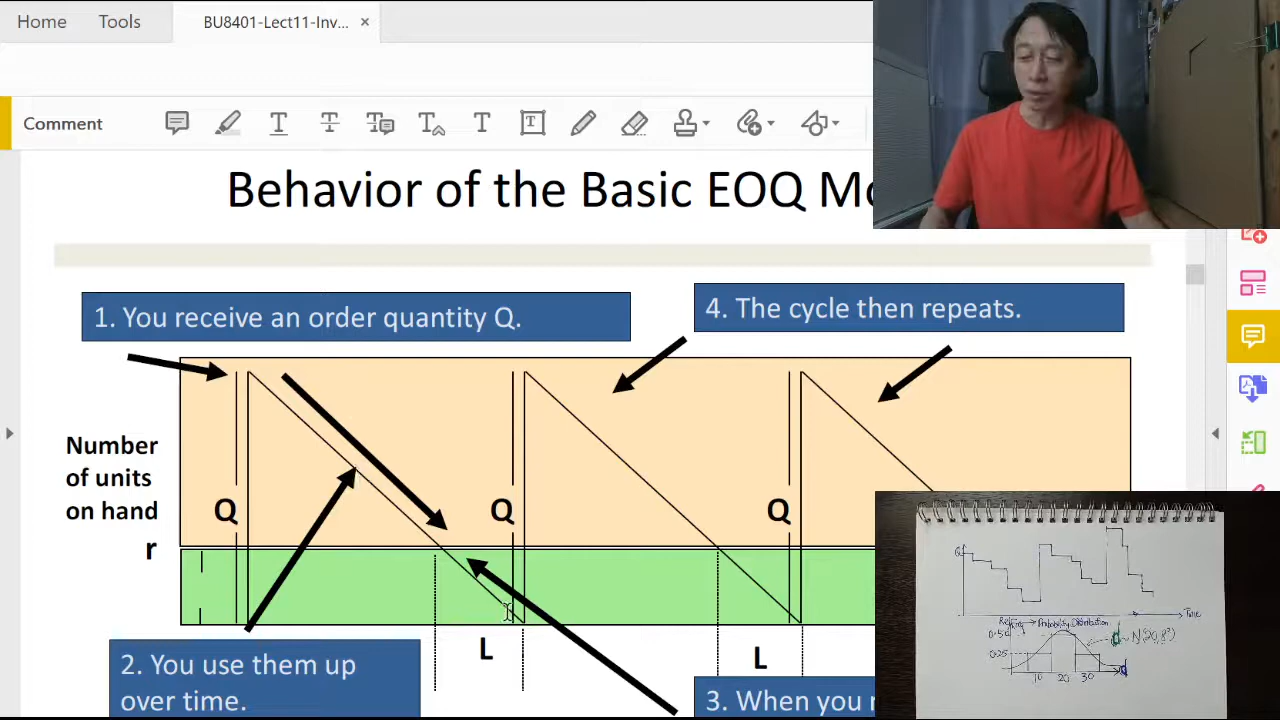 Home Tools BU8401-Lect11-Inv... ×
Comment
Behavior of the Basic EOQ Mo
1. You receive an order quantity Q.
4. The cycle then repeats.
Number
of units
on hand
Q Q Q
r
L L
2. You use them up
over time.
3. When you r
Q
Time
Probability Distribution
0.50
N(20,8²)
0.25
10 20 30 d